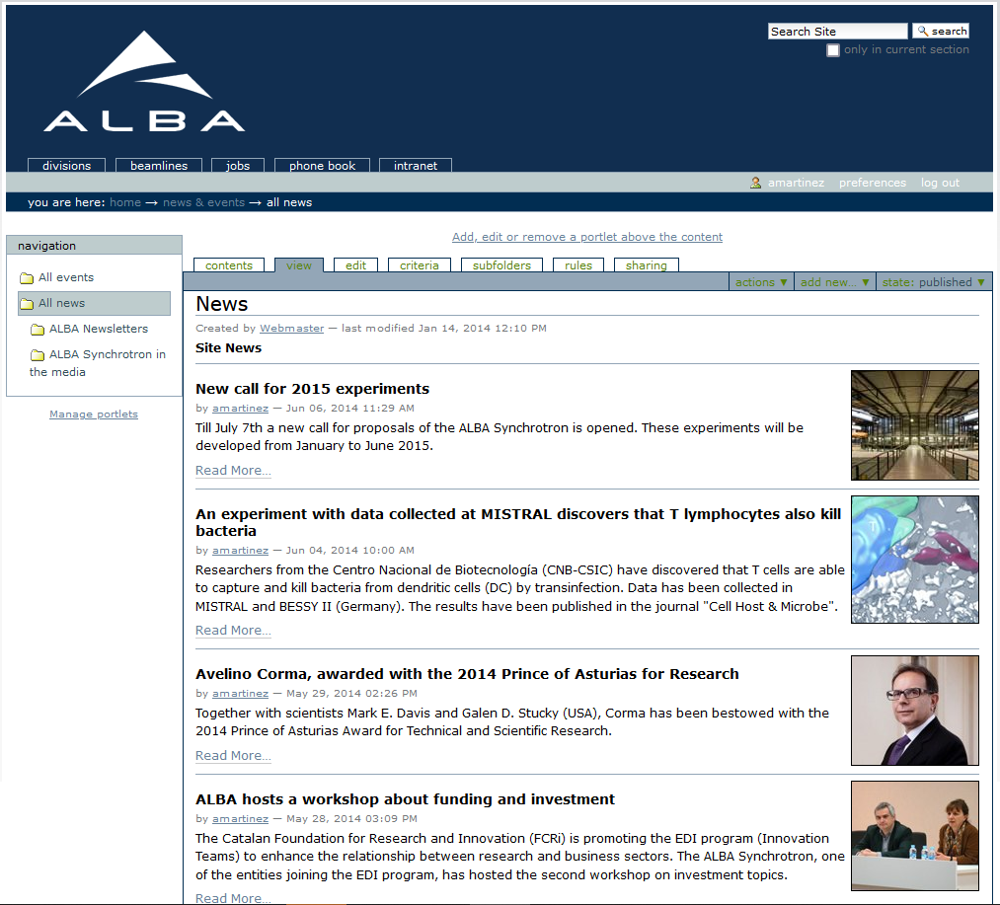 ALBA
Search Site
search
only in current section
divisions
beamlines
jobs
phone book
intranet
amartinez
preferences
log out
you are here: home → news & events → all news
navigation
All events
All news
ALBA Newsletters
ALBA Synchrotron in
the media
Manage portlets
Add, edit or remove a portlet above the content
contents
view
edit
criteria
subfolders
rules
sharing
actions ▼
add new... ▼
state: published ▼
News
Created by Webmaster — last modified Jan 14, 2014 12:10 PM
Site News
New call for 2015 experiments
by amartinez — Jun 06, 2014 11:29 AM
Till July 7th a new call for proposals of the ALBA Synchrotron is opened. These experiments will be
developed from January to June 2015.
Read More…
An experiment with data collected at MISTRAL discovers that T lymphocytes also kill
bacteria
by amartinez — Jun 04, 2014 10:00 AM
Researchers from the Centro Nacional de Biotecnología (CNB-CSIC) have discovered that T cells are able
to capture and kill bacteria from dendritic cells (DC) by transinfection. Data has been collected in
MISTRAL and BESSY II (Germany). The results have been published in the journal "Cell Host & Microbe".
Read More…
Avelino Corma, awarded with the 2014 Prince of Asturias for Research
by amartinez — May 29, 2014 02:26 PM
Together with scientists Mark E. Davis and Galen D. Stucky (USA), Corma has been bestowed with the
2014 Prince of Asturias Award for Technical and Scientific Research.
Read More…
ALBA hosts a workshop about funding and investment
by amartinez — May 28, 2014 03:09 PM
The Catalan Foundation for Research and Innovation (FCRi) is promoting the EDI program (Innovation
Teams) to enhance the relationship between research and business sectors. The ALBA Synchrotron, one
of the entities joining the EDI program, has hosted the second workshop on investment topics.
Read More…